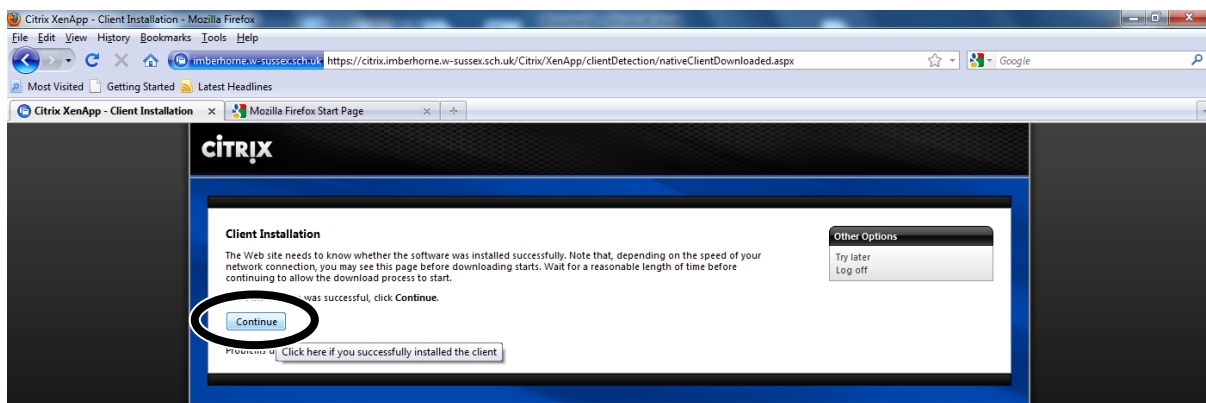 Citrix XenApp - Client Installation - Mozilla Firefox
File Edit View History Bookmarks Tools Help
imberhorne.w-sussex.sch.uk https://citrix.imberhorne.w-sussex.sch.uk/Citrix/XenApp/clientDetection/nativeClientDownloaded.aspx
Google
Most Visited Getting Started Latest Headlines
Citrix XenApp - Client Installation Mozilla Firefox Start Page
CİTRIX
Client Installation
The Web site needs to know whether the software was installed successfully. Note that, depending on the speed of your
network connection, you may see this page before downloading starts. Wait for a reasonable length of time before
continuing to allow the download process to start.
was successful, click Continue.
Continue
Problems
Click here if you successfully installed the client
Other Options
Try later
Log off